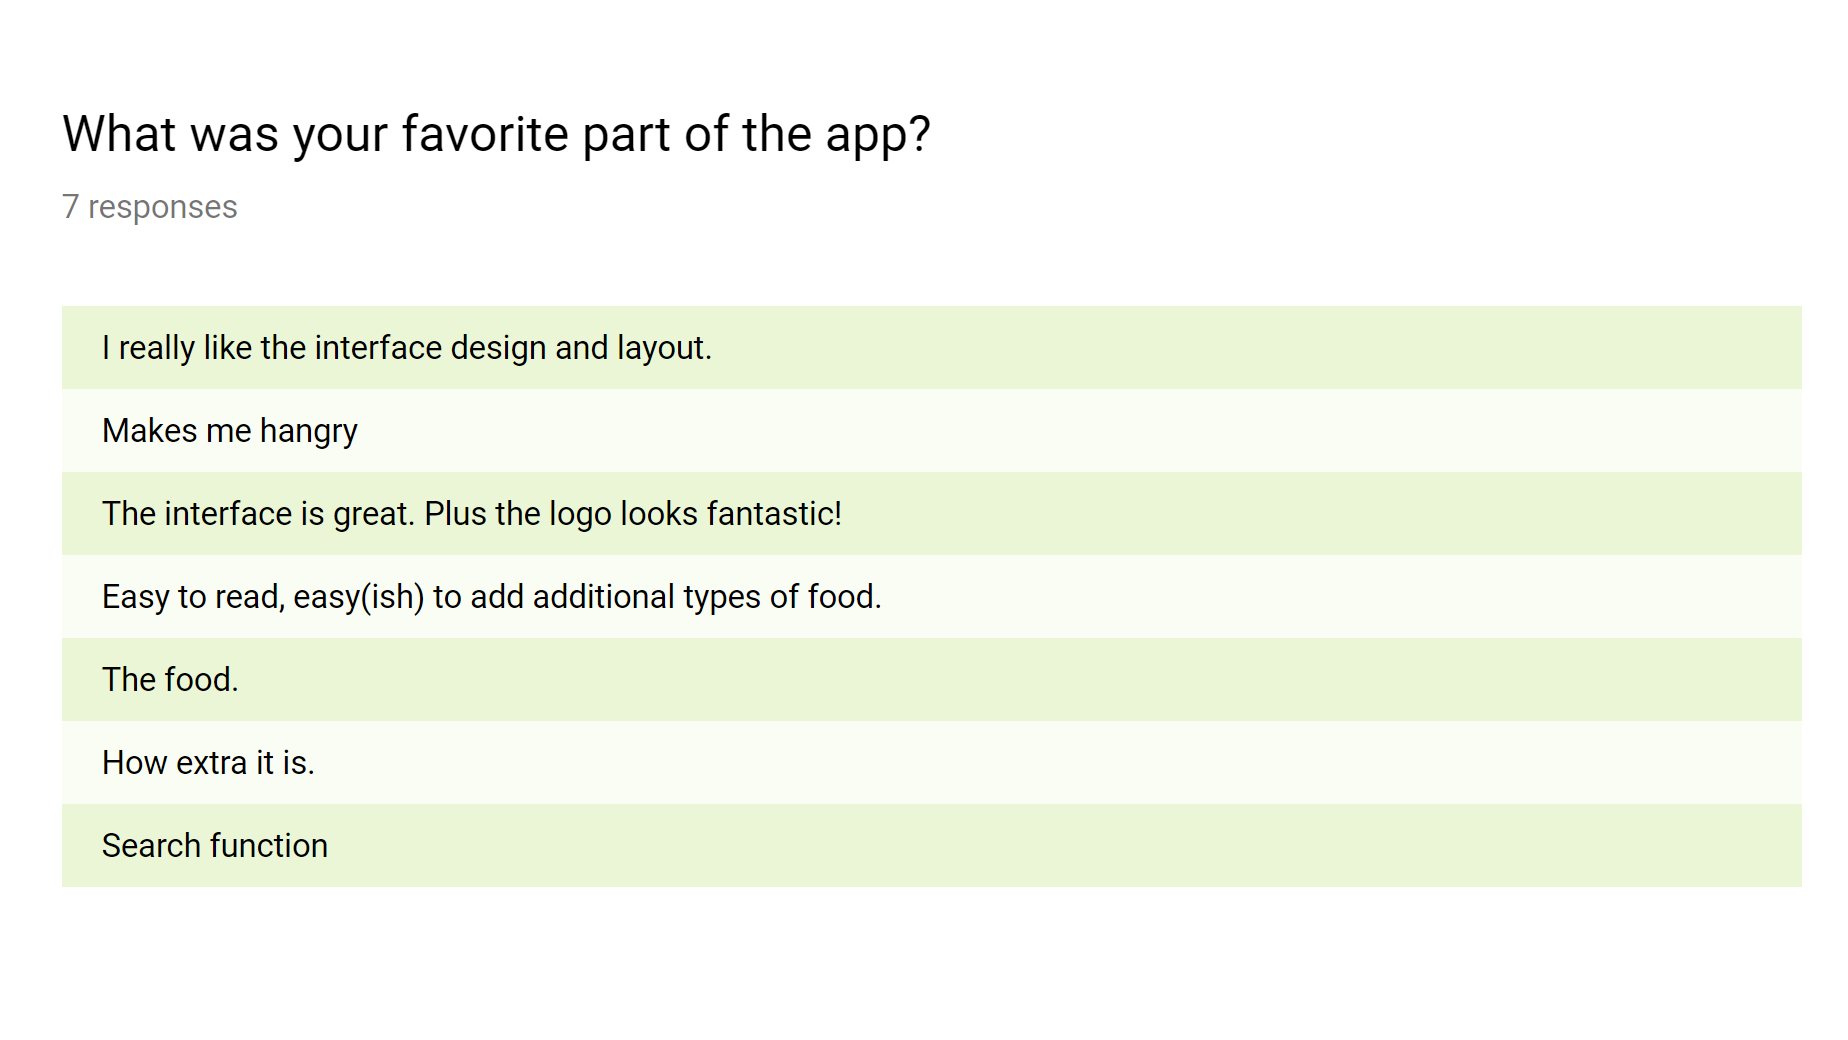 What was your favorite part of the app?
7 responses
I really like the interface design and layout.
Makes me hangry
The interface is great. Plus the logo looks fantastic!
Easy to read, easy(ish) to add additional types of food.
The food.
How extra it is.
Search function